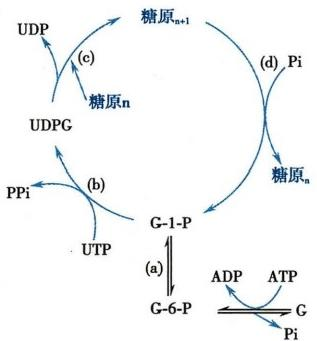 UDP
糖原n+1
(c)
(d)
Pi
糖原n
UDPG
糖原n
PPi
(b)
G-1-P
UTP
(a)
ADP
ATP
G-6-P
G
Pi